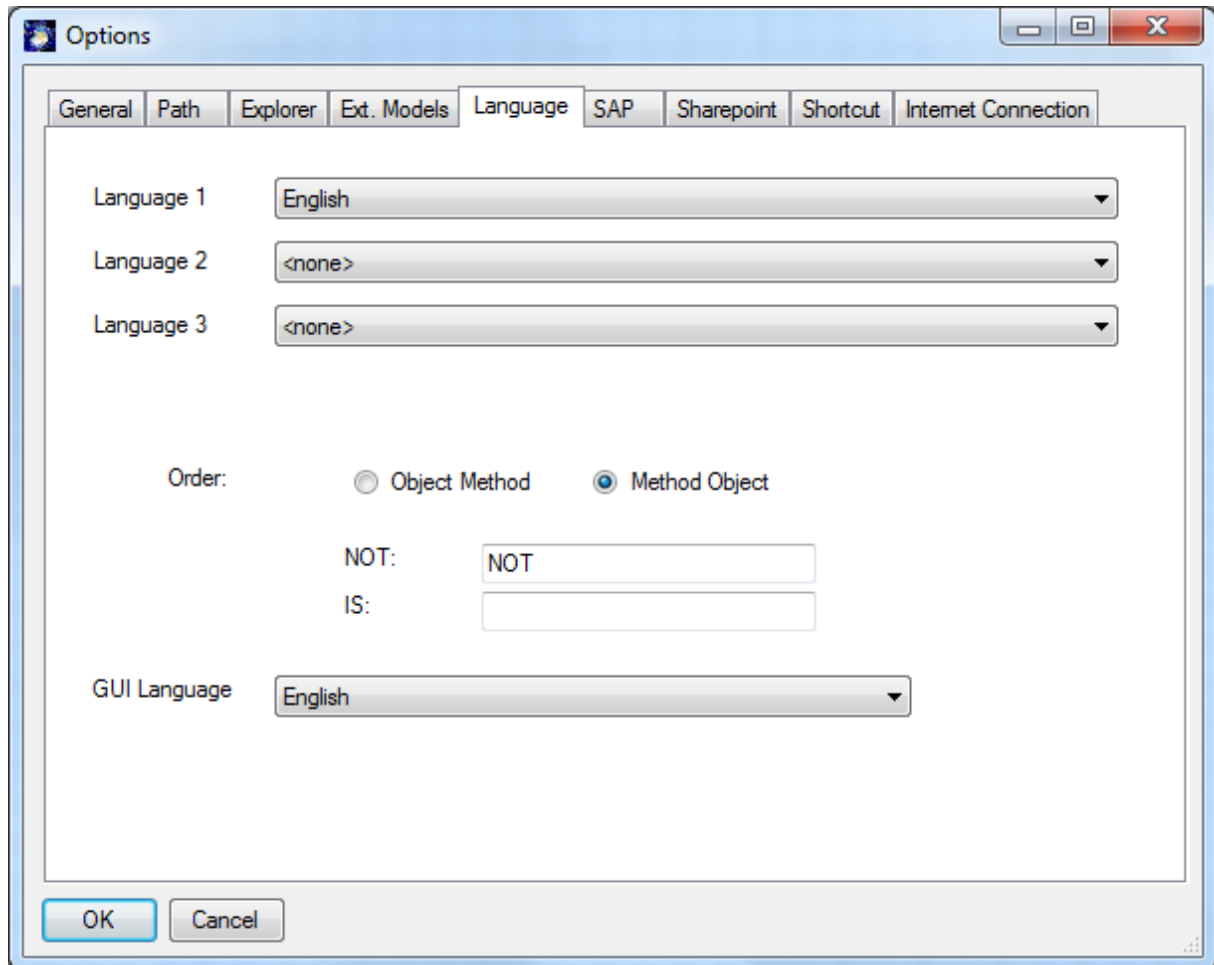 Options
General Path Explorer Ext. Models Language SAP Sharepoint Shortcut Internet Connection
Language 1 English
Language 2 <none>
Language 3 <none>
Order: Object Method Method Object
NOT: NOT
IS:
GUI Language English
OK Cancel